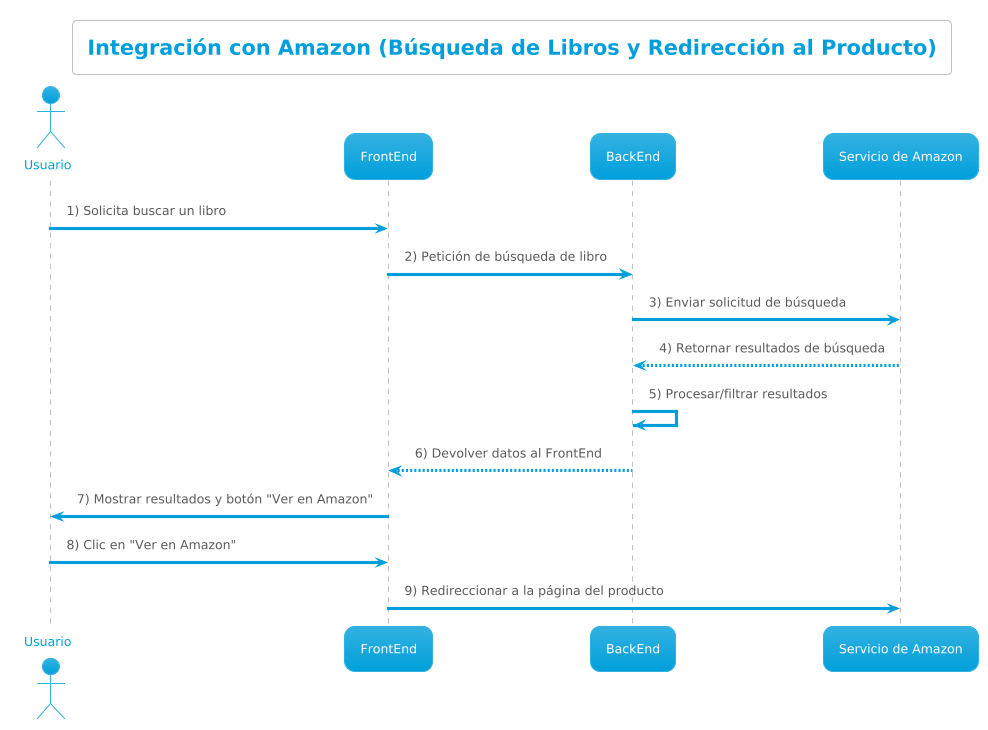 Integración con Amazon (Búsqueda de Libros y Redirección al Producto)
Usuario
FrontEnd
BackEnd
Servicio de Amazon
1) Solicita buscar un libro
2) Petición de búsqueda de libro
3) Enviar solicitud de búsqueda
4) Retornar resultados de búsqueda
5) Procesar/filtrar resultados
6) Devolver datos al FrontEnd
7) Mostrar resultados y botón "Ver en Amazon"
8) Clic en "Ver en Amazon"
9) Redireccionar a la página del producto
Usuario
FrontEnd
BackEnd
Servicio de Amazon